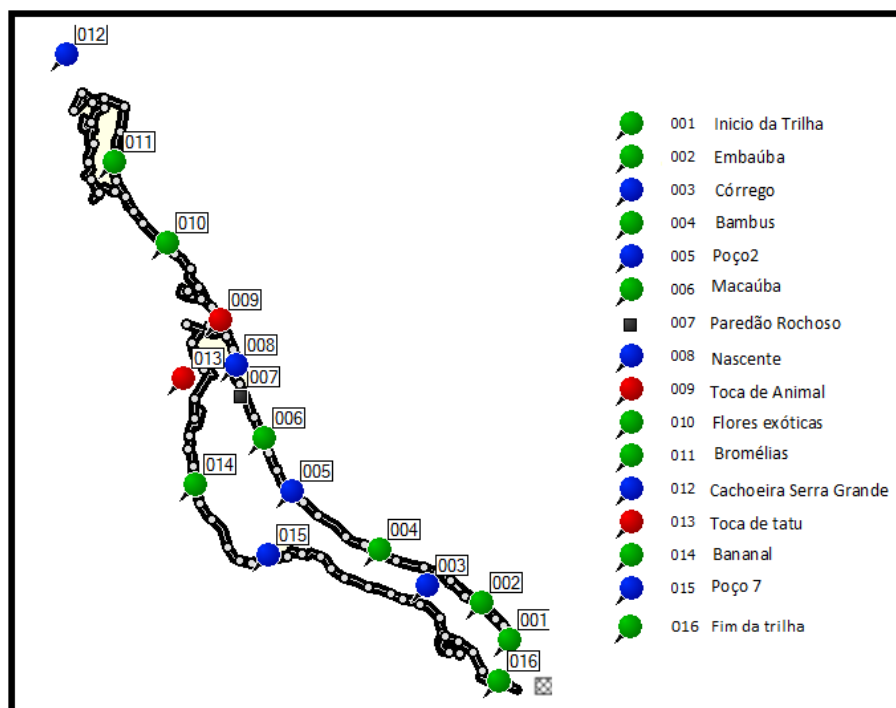 012
011
010
009
008
013
007
006
005
014
015
004
003
002
001
016
001 Inicio da Trilha
002 Embaúba
003 Córrego
004 Bambus
005 Poço2
006 Macaúba
007 Paredão Rochoso
008 Nascente
009 Toca de Animal
010 Flores exóticas
011 Bromélias
012 Cachoeira Serra Grande
013 Toca de tatu
014 Bananal
015 Poço 7
016 Fim da trilha